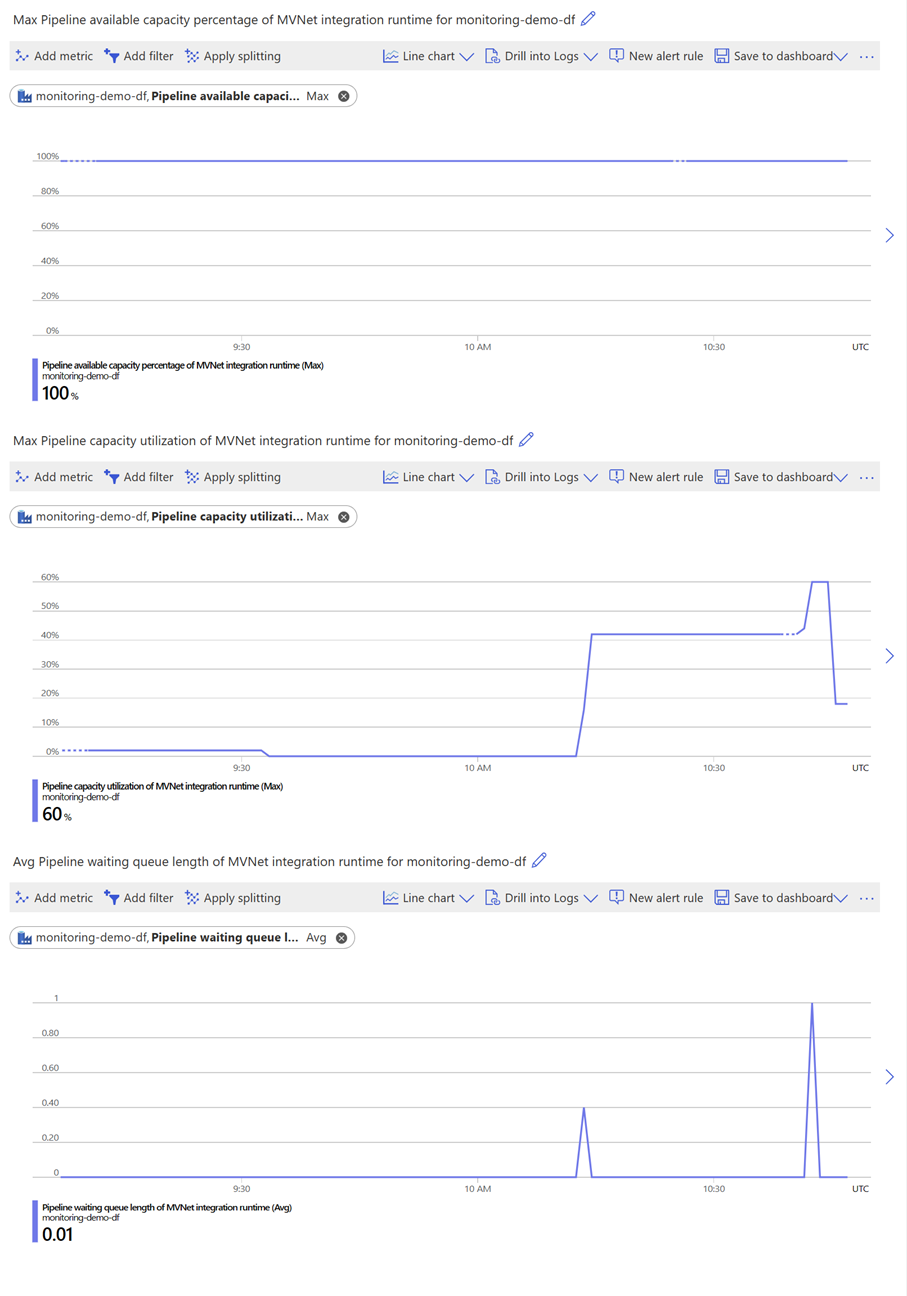 Max Pipeline available capacity percentage of MVNet integration runtime for monitoring-demo-df
Add metric Add filter Apply splitting Line chart Drill into Logs New alert rule Save to dashboard ...
monitoring-demo-df, Pipeline available capaci... Max
100%
80%
60%
40%
20%
0%
9:30 10 AM 10:30 UTC
Pipeline available capacity percentage of MVNet integration runtime (Max)
monitoring-demo-df
100 %
Max Pipeline capacity utilization of MVNet integration runtime for monitoring-demo-df
Add metric Add filter Apply splitting Line chart Drill into Logs New alert rule Save to dashboard ...
monitoring-demo-df, Pipeline capacity utilizati... Max
60%
50%
40%
30%
20%
10%
0%
9:30 10 AM 10:30 UTC
Pipeline capacity utilization of MVNet integration runtime (Max)
monitoring-demo-df
60 %
Avg Pipeline waiting queue length of MVNet integration runtime for monitoring-demo-df
Add metric Add filter Apply splitting Line chart Drill into Logs New alert rule Save to dashboard ...
monitoring-demo-df, Pipeline waiting queue l... Avg
1
0.80
0.60
0.40
0.20
0
9:30 10 AM 10:30 UTC
Pipeline waiting queue length of MVNet integration runtime (Avg)
monitoring-demo-df
0.01